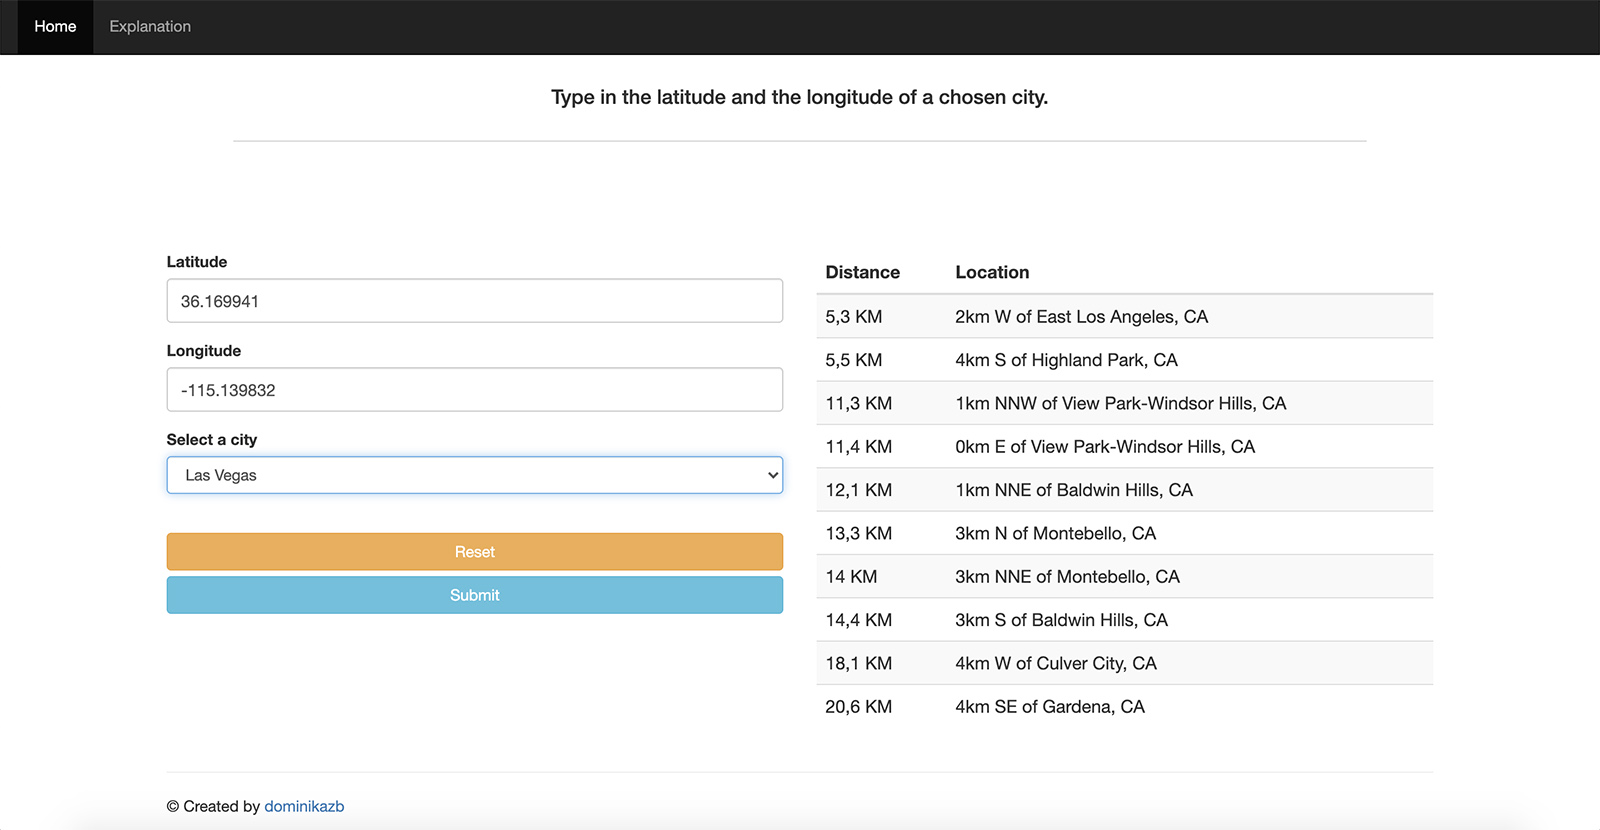 Home Explanation
Type in the latitude and the longitude of a chosen city.
Latitude
36.169941
Longitude
-115.139832
Select a city
Las Vegas
Reset
Submit
Distance Location
5,3 KM 2km W of East Los Angeles, CA
5,5 KM 4km S of Highland Park, CA
11,3 KM 1km NNW of View Park-Windsor Hills, CA
11,4 KM 0km E of View Park-Windsor Hills, CA
12,1 KM 1km NNE of Baldwin Hills, CA
13,3 KM 3km N of Montebello, CA
14 KM 3km NNE of Montebello, CA
14,4 KM 3km S of Baldwin Hills, CA
18,1 KM 4km W of Culver City, CA
20,6 KM 4km SE of Gardena, CA
© Created by dominikazb